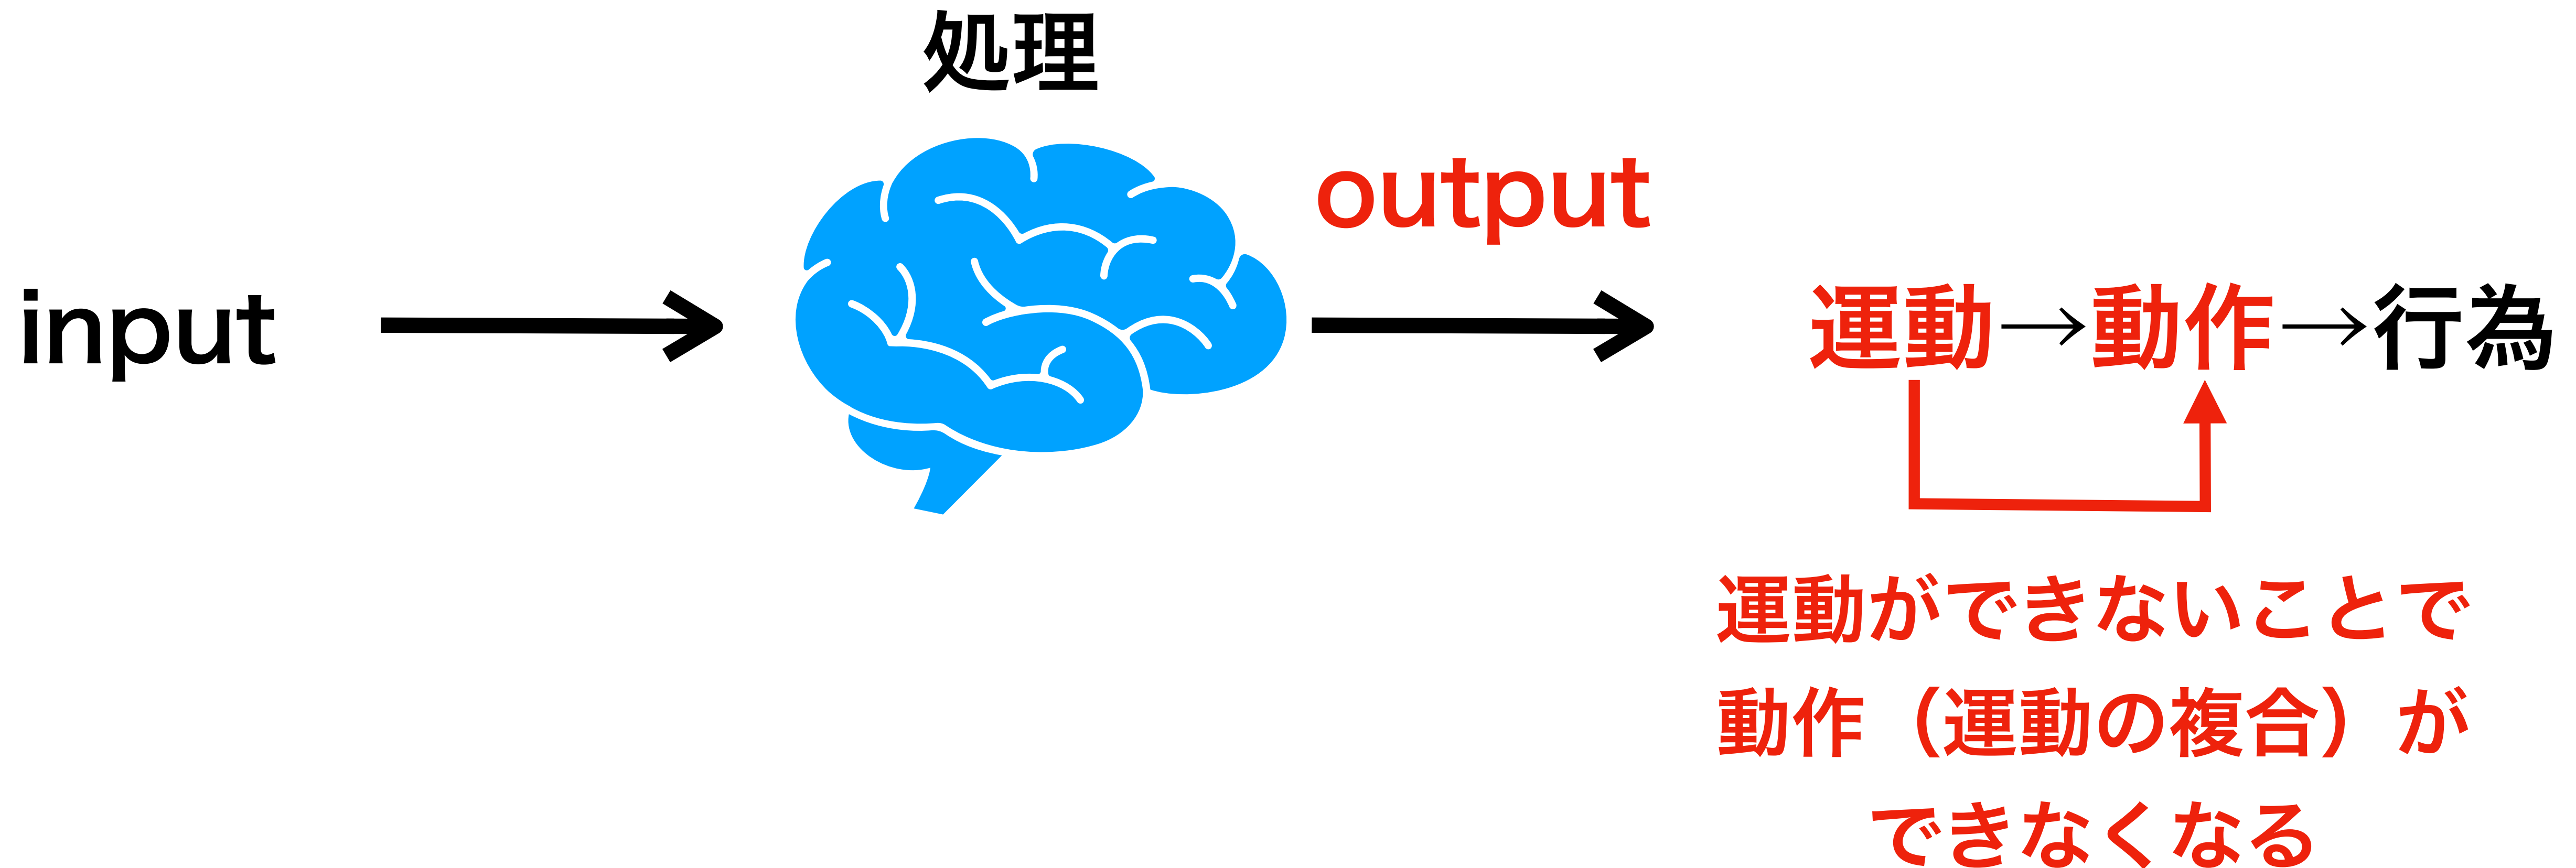 処理
output
input
運動→動作→行為
運動ができないことで
動作（運動の複合）が
できなくなる